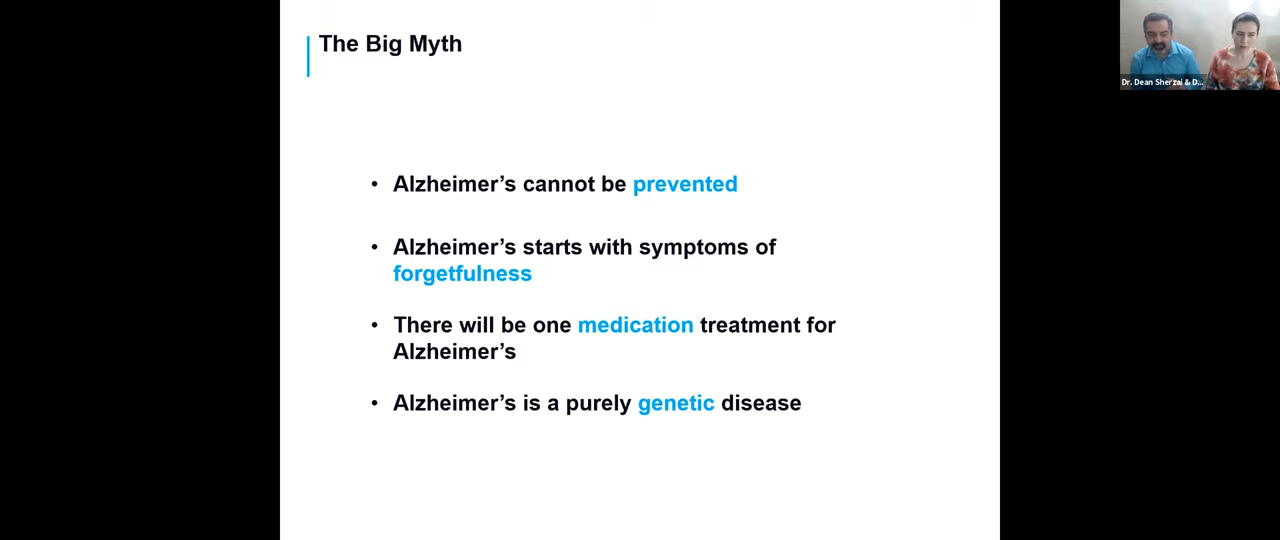 The Big Myth
Dr. Dean Sherzai & D...
• Alzheimer’s cannot be prevented
• Alzheimer’s starts with symptoms of
forgetfulness
• There will be one medication treatment for
Alzheimer’s
• Alzheimer’s is a purely genetic disease